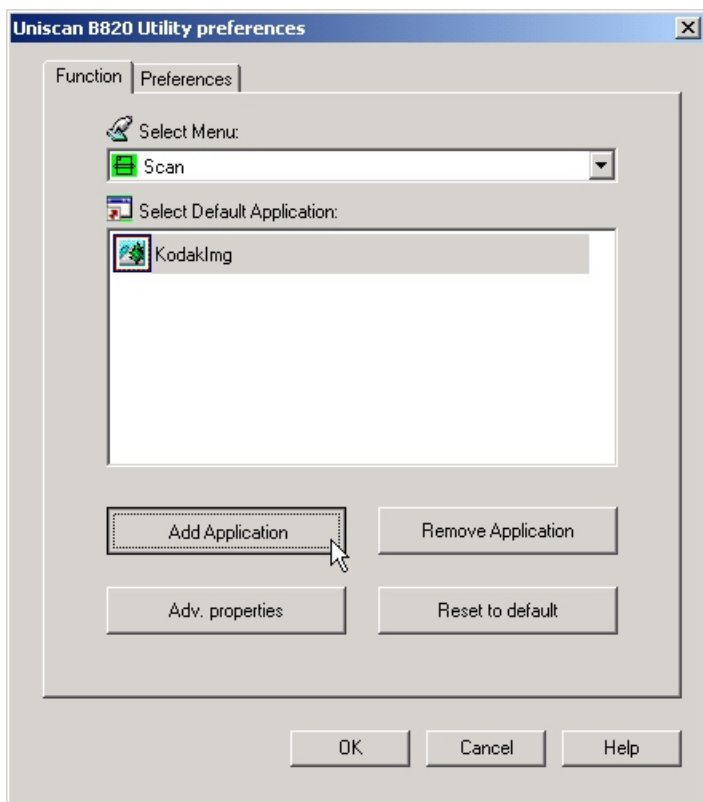 Uniscan B820 Utility preferences
Function Preferences
Select Menu:
Scan
Select Default Application:
KodakImg
Add Application Remove Application
Adv. properties Reset to default
OK Cancel Help